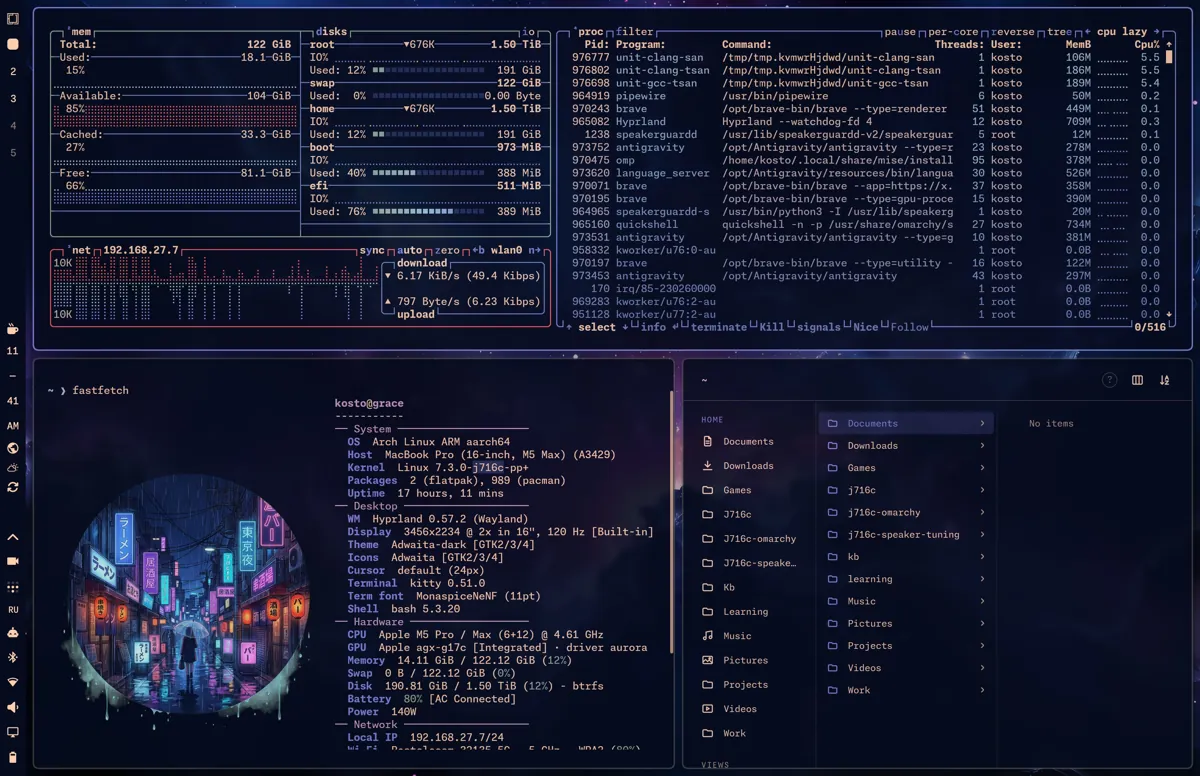 2
3
4
5
11
—
41
AM
RU
mem
Total: 122 GiB
Used: 18.1 GiB
15%
Available: 104 GiB
85%
Cached: 33.3 GiB
27%
Free: 81.1 GiB
66%
disks io
root ▼676K 1.50 TiB
IO%
Used: 12% 191 GiB
swap 122 GiB
Used: 0% 0.00 Byte
home ▼676K 1.50 TiB
IO%
Used: 12% 191 GiB
boot 973 MiB
IO%
Used: 40% 388 MiB
efi 511 MiB
IO%
Used: 76% 389 MiB
net 192.168.27.7 sync auto zero ←b wlan0 n→
10K
10K
download
▼ 6.17 KiB/s (49.4 Kibps)
▲ 797 Byte/s (6.23 Kibps)
upload
proc filter pause per-core reverse tree ← cpu lazy →
Pid: Program: Command: Threads: User: MemB Cpu% ↑
976777 unit-clang-san /tmp/tmp.kvmwrHjdwd/unit-clang-san 1 kosto 106M 5.5
976802 unit-clang-tsan /tmp/tmp.kvmwrHjdwd/unit-clang-tsan 1 kosto 186M 5.5
976698 unit-gcc-tsan /tmp/tmp.kvmwrHjdwd/unit-gcc-tsan 1 kosto 189M 5.4
964919 pipewire /usr/bin/pipewire 6 kosto 50M 0.2
970243 brave /opt/brave-bin/brave --type=renderer 51 kosto 449M 0.1
965082 Hyprland Hyprland --watchdog-fd 4 12 kosto 709M 0.3
1238 speakerguardd /usr/lib/speakerguardd-v2/speakerguar 5 root 12M 0.1
973752 antigravity /opt/Antigravity/antigravity --type=r 23 kosto 278M 0.0
970475 omp /home/kosto/.local/share/mise/install 95 kosto 378M 0.0
973620 language_server /opt/Antigravity/resources/bin/langua 30 kosto 526M 0.0
970071 brave /opt/brave-bin/brave --app=https://x. 37 kosto 358M 0.0
970195 brave /opt/brave-bin/brave --type=gpu-proce 15 kosto 390M 0.0
964965 speakerguardd-s /usr/bin/python3 -I /usr/lib/speakerg 1 kosto 20M 0.0
965160 quickshell quickshell -n -p /usr/share/omarchy/s 27 kosto 734M 0.0
973531 antigravity /opt/Antigravity/antigravity --type=g 10 kosto 381M 0.0
958332 kworker/u76:0-au 1 root 0.0B 0.0
970197 brave /opt/brave-bin/brave --type=utility - 16 kosto 122M 0.0
973453 antigravity /opt/Antigravity/antigravity 43 kosto 297M 0.0
170 irq/85-230260000 1 root 0.0B 0.0
969283 kworker/u76:2-au 1 root 0.0B 0.0
951128 kworker/u77:2-au 1 root 0.0B 0.0 ↓
↑ select ↓ info ↵ terminate Kill signals Nice Follow 0/516
~ ❯ fastfetch
kosto@grace
-----------
System
OS Arch Linux ARM aarch64
Host MacBook Pro (16-inch, M5 Max) (A3429)
Kernel Linux 7.3.0-j716c-pp+
Packages 2 (flatpak), 989 (pacman)
Uptime 17 hours, 11 mins
Desktop
WM Hyprland 0.57.2 (Wayland)
Display 3456x2234 @ 2x in 16", 120 Hz [Built-in]
Theme Adwaita-dark [GTK2/3/4]
Icons Adwaita [GTK2/3/4]
Cursor default (24px)
Terminal kitty 0.51.0
Term font MonaspiceNeNF (11pt)
Shell bash 5.3.20
Hardware
CPU Apple M5 Pro / Max (6+12) @ 4.61 GHz
GPU Apple agx-g17c [Integrated] · driver aurora
Memory 14.11 GiB / 122.12 GiB (12%)
Swap 0 B / 122.12 GiB (0%)
Disk 190.81 GiB / 1.50 TiB (12%) - btrfs
Battery 80% [AC Connected]
Power 140W
Network
Local IP 192.168.27.7/24
ラーメン
東京夜
居酒屋
ラーメン
居酒屋
バー
酒場
バー
~
?
HOME
Documents
Downloads
Games
J716c
J716c-omarchy
J716c-speake…
Kb
Learning
Music
Pictures
Projects
Videos
Work
VIEWS
Documents
Downloads
Games
j716c
j716c-omarchy
j716c-speaker-tuning
kb
learning
Music
Pictures
Projects
Videos
Work
No items